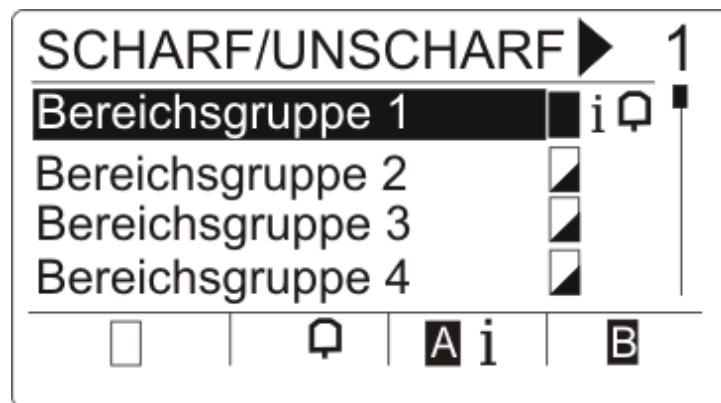 SCHARF/UNSCHARF 1
Bereichsgruppe 1 i
Bereichsgruppe 2
Bereichsgruppe 3
Bereichsgruppe 4
A i B